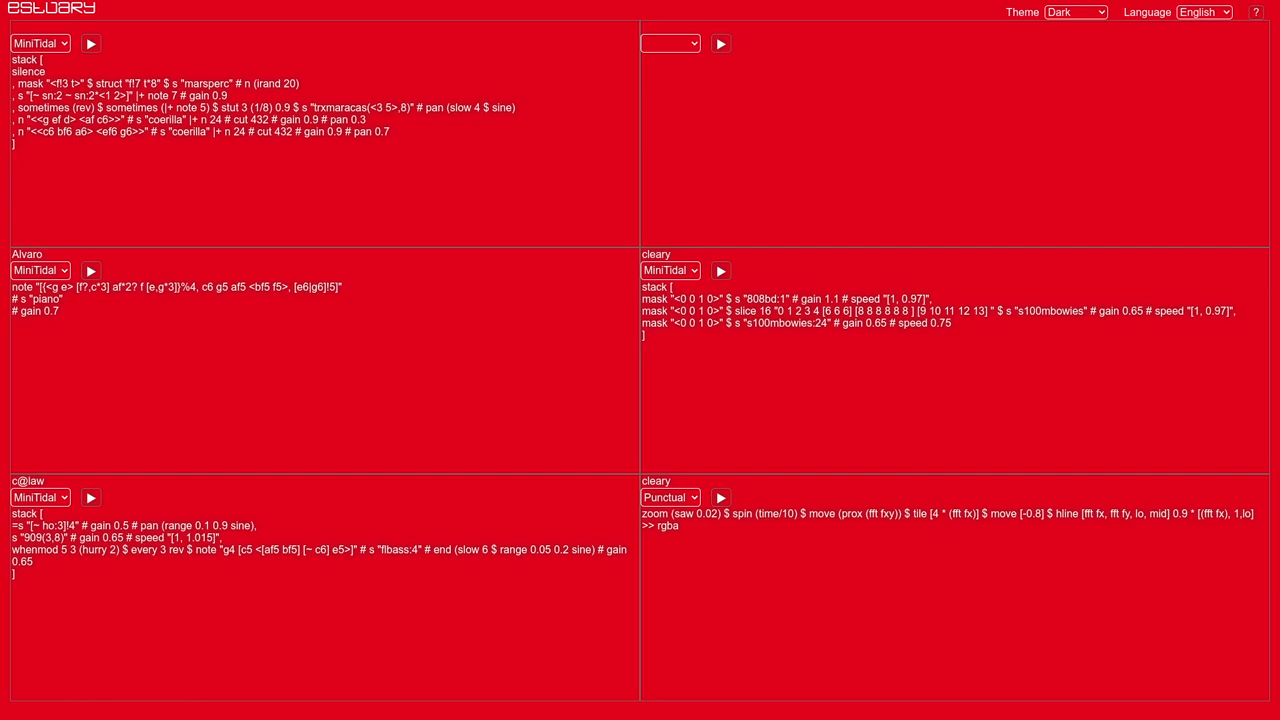 estuary
Theme Dark Language English ?
MiniTidal
stack [
silence
, mask "<f!3 t>" $ struct "f!7 t*8" $ s "marsperc" # n (irand 20)
, s "[~ sn:2 ~ sn:2*<1 2>]" |+ note 7 # gain 0.9
, sometimes (rev) $ sometimes (|+ note 5) $ stut 3 (1/8) 0.9 $ s "trxmaracas(<3 5>,8)" # pan (slow 4 $ sine)
, n "<<g ef d> <af c6>>" # s "coerilla" |+ n 24 # cut 432 # gain 0.9 # pan 0.3
, n "<<c6 bf6 a6> <ef6 g6>>" # s "coerilla" |+ n 24 # cut 432 # gain 0.9 # pan 0.7
]
Alvaro
MiniTidal
note "[{<g e> [f?,c*3] af*2? f [e,g*3]}%4, c6 g5 af5 <bf5 f5>, [e6|g6]!5]"
# s "piano"
# gain 0.7
cleary
MiniTidal
stack [
mask "<0 0 1 0>" $ s "808bd:1" # gain 1.1 # speed "[1, 0.97]",
mask "<0 0 1 0>" $ slice 16 "0 1 2 3 4 [6 6 6] [8 8 8 8 8 8 ] [9 10 11 12 13] " $ s "s100mbowies" # gain 0.65 # speed "[1, 0.97]",
mask "<0 0 1 0>" $ s "s100mbowies:24" # gain 0.65 # speed 0.75
]
c@law
MiniTidal
stack [
=s "[~ ho:3]!4" # gain 0.5 # pan (range 0.1 0.9 sine),
s "909(3,8)" # gain 0.65 # speed "[1, 1.015]",
whenmod 5 3 (hurry 2) $ every 3 rev $ note "g4 [c5 <[af5 bf5] [~ c6] e5>]" # s "flbass:4" # end (slow 6 $ range 0.05 0.2 sine) # gain
0.65
]
cleary
Punctual
zoom (saw 0.02) $ spin (time/10) $ move (prox (fft fxy)) $ tile [4 * (fft fx)] $ move [-0.8] $ hline [fft fx, fft fy, lo, mid] 0.9 * [(fft fx), 1,lo]
>> rgba